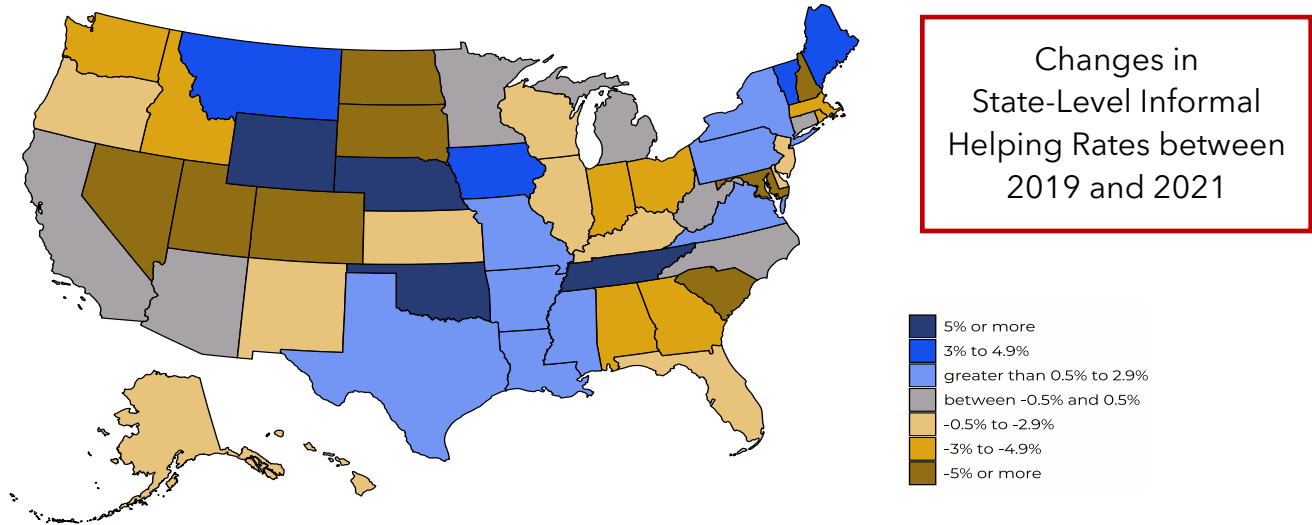 Changes in
State-Level Informal
Helping Rates between
2019 and 2021
5% or more
3% to 4.9%
greater than 0.5% to 2.9%
between -0.5% and 0.5%
-0.5% to -2.9%
-3% to -4.9%
-5% or more